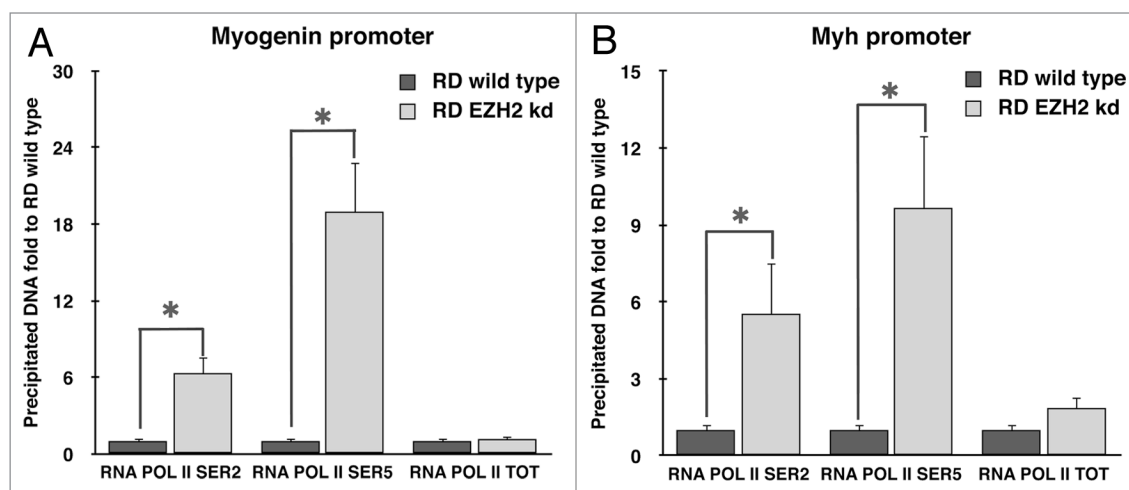 A
Myogenin promoter
Precipitated DNA fold to RD wild type
30
24
18
12
6
0
RD wild type
RD EZH2 kd
*
*
RNA POL II SER2
RNA POL II SER5
RNA POL II TOT
B
Myh promoter
Precipitated DNA fold to RD wild type
15
12
9
6
3
0
RD wild type
RD EZH2 kd
*
*
RNA POL II SER2
RNA POL II SER5
RNA POL II TOT